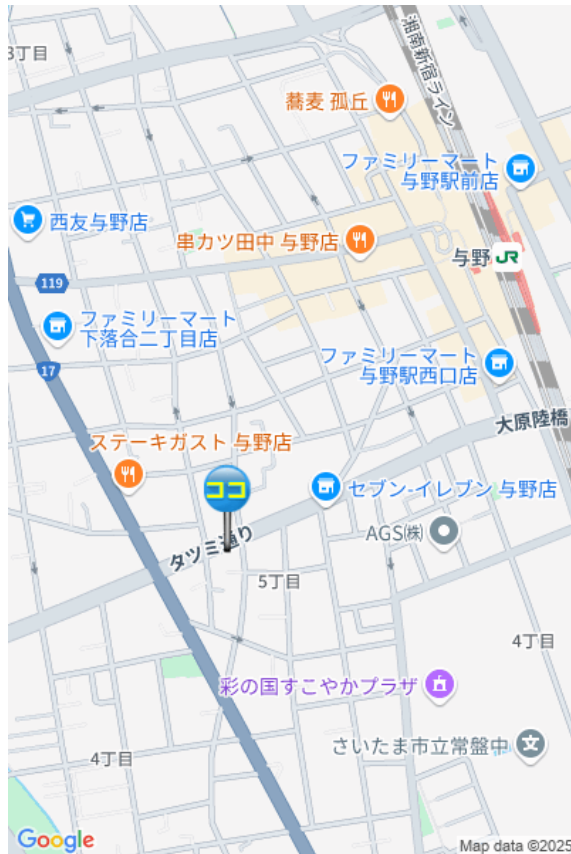 3丁目
湘南新宿ライン
蕎麦 孤丘
ファミリーマート
与野駅前店
西友与野店
串カツ田中 与野店
与野
JR
119
ファミリーマート
下落合二丁目店
17
ファミリーマート
与野駅西口店
大原陸橋
ステーキガスト 与野店
ココ
セブン-イレブン 与野店
AGS㈱
タツミ通り
5丁目
4丁目
彩の国すこやかプラザ
さいたま市立常盤中
文
4丁目
Google
Map data ©2025